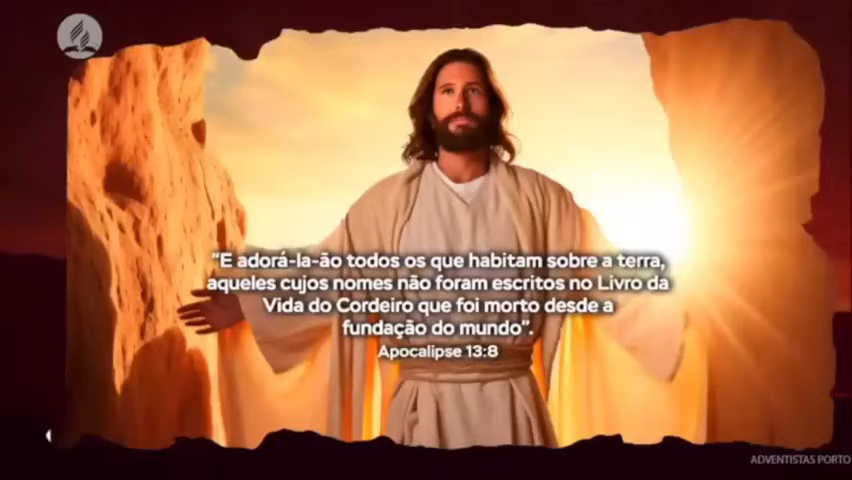 “E adorá-la-ão todos os que habitam sobre a terra,
aqueles cujos nomes não foram escritos no Livro da
Vida do Cordeiro que foi morto desde a
fundação do mundo”.
Apocalipse 13:8
ADVENTISTAS PORTO